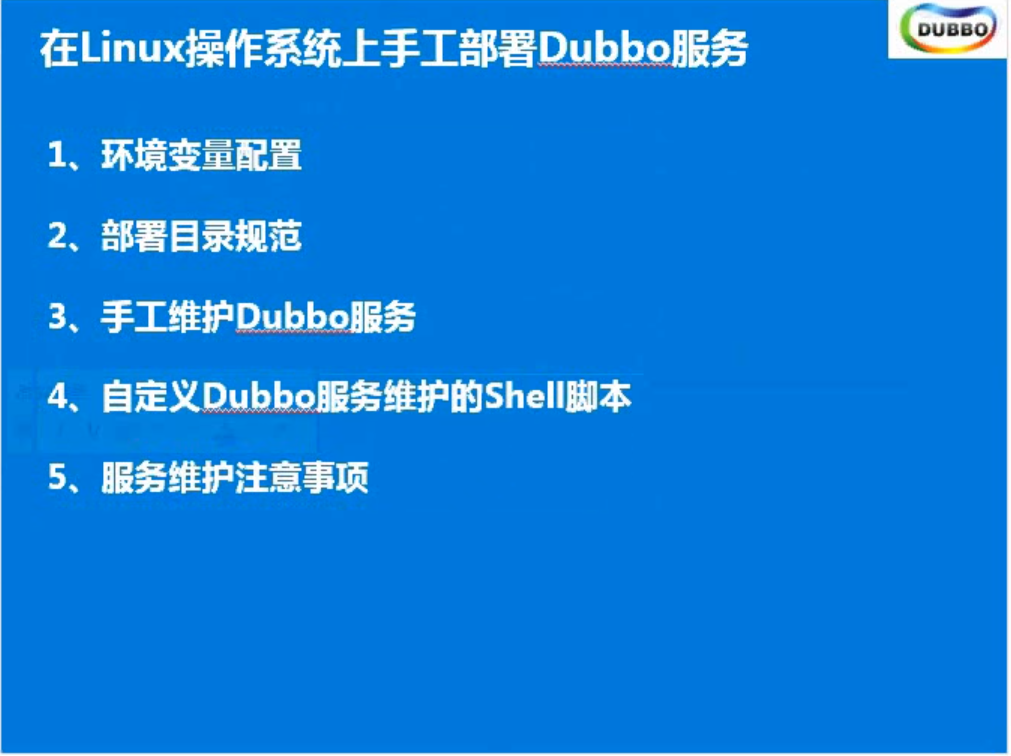 在Linux操作系统上手工部署Dubbo服务
DUBBO
1、环境变量配置
2、部署目录规范
3、手工维护Dubbo服务
4、自定义Dubbo服务维护的Shell脚本
5、服务维护注意事项